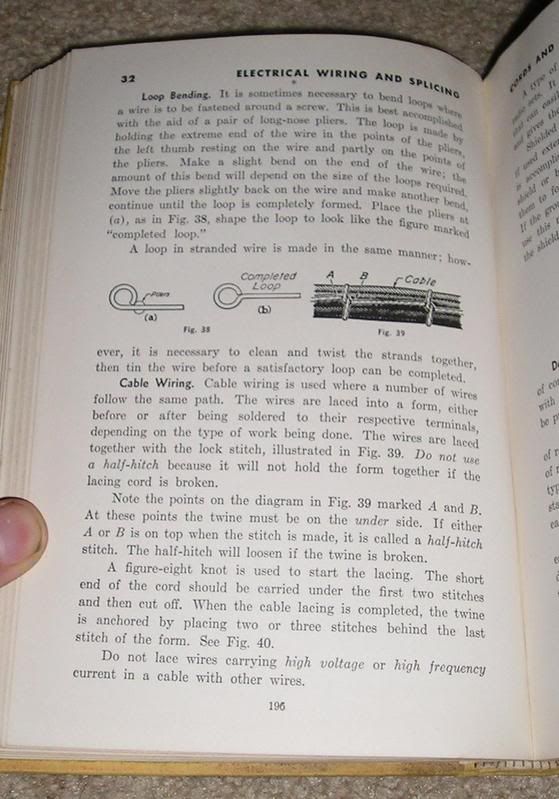 32 ELECTRICAL WIRING AND SPLICING
Loop Bending. It is sometimes necessary to bend loops where
a wire is to be fastened around a screw. This is best accomplished
with the aid of a pair of long-nose pliers. The loop is made by
holding the extreme end of the wire in the points of the pliers,
the left thumb resting on the wire and partly on the points of
the pliers. Make a slight bend on the end of the wire; the
amount of this bend will depend on the size of the loops required.
Move the pliers slightly back on the wire and make another bend,
continue until the loop is completely formed. Place the pliers at
(a), as in Fig. 38, shape the loop to look like the figure marked
"completed loop."
A loop in stranded wire is made in the same manner; how-
Pliers
(a)
Completed
Loop
(b)
Fig. 38
A B Cable
Fig. 39
ever, it is necessary to clean and twist the strands together,
then tin the wire before a satisfactory loop can be completed.
Cable Wiring. Cable wiring is used where a number of wires
follow the same path. The wires are laced into a form, either
before or after being soldered to their respective terminals,
depending on the type of work being done. The wires are laced
together with the lock stitch, illustrated in Fig. 39. Do not use
a half-hitch because it will not hold the form together if the
lacing cord is broken.
Note the points on the diagram in Fig. 39 marked A and B.
At these points the twine must be on the under side. If either
A or B is on top when the stitch is made, it is called a half-hitch
stitch. The half-hitch will loosen if the twine is broken.
A figure-eight knot is used to start the lacing. The short
end of the cord should be carried under the first two stitches
and then cut off. When the cable lacing is completed, the twine
is anchored by placing two or three stitches behind the last
stitch of the form. See Fig. 40.
Do not lace wires carrying high voltage or high frequency
current in a cable with other wires.
196
CORDS AND
A type of